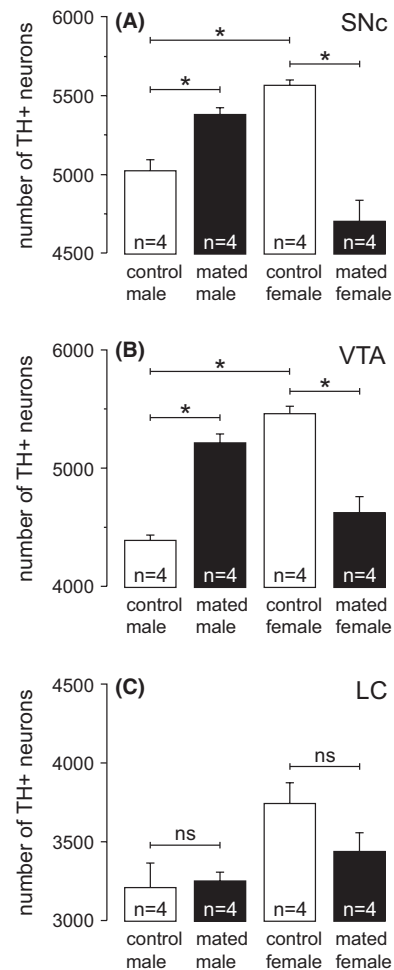 (A) SNc
number of TH+ neurons
6000
5500
5000
4500
* * *
n=4 n=4 n=4 n=4
control mated control mated
male male female female
(B) VTA
number of TH+ neurons
6000
5000
4000
* * *
n=4 n=4 n=4 n=4
control mated control mated
male male female female
(C) LC
number of TH+ neurons
4500
4000
3500
3000
ns ns
n=4 n=4 n=4 n=4
control mated control mated
male male female female